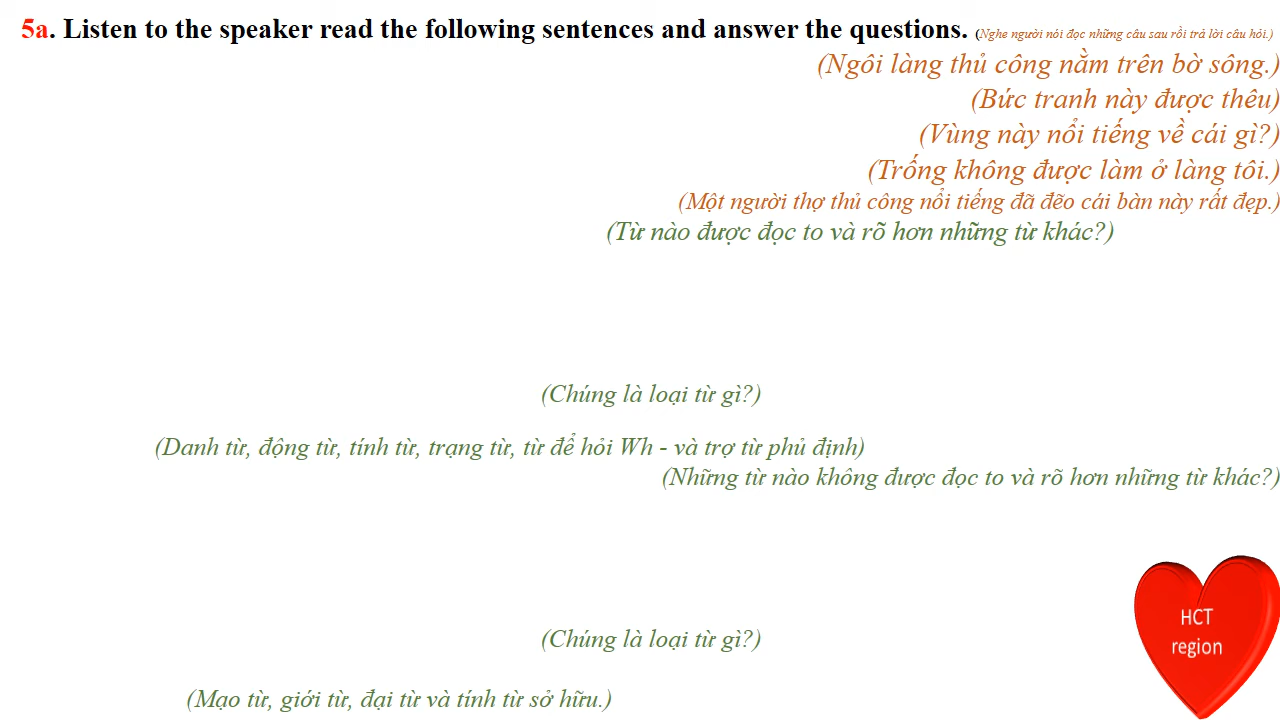 5a. Listen to the speaker read the following sentences and answer the questions. (Nghe người nói đọc những câu sau rồi trả lời câu hỏi.)
(Ngôi làng thủ công nằm trên bờ sông.)
(Bức tranh này được thêu)
(Vùng này nổi tiếng về cái gì?)
(Trống không được làm ở làng tôi.)
(Một người thợ thủ công nổi tiếng đã đẽo cái bàn này rất đẹp.)
(Từ nào được đọc to và rõ hơn những từ khác?)
(Chúng là loại từ gì?)
(Danh từ, động từ, tính từ, trạng từ, từ để hỏi Wh - và trợ từ phủ định)
(Những từ nào không được đọc to và rõ hơn những từ khác?)
(Chúng là loại từ gì?)
(Mạo từ, giới từ, đại từ và tính từ sở hữu.)
HCT
region